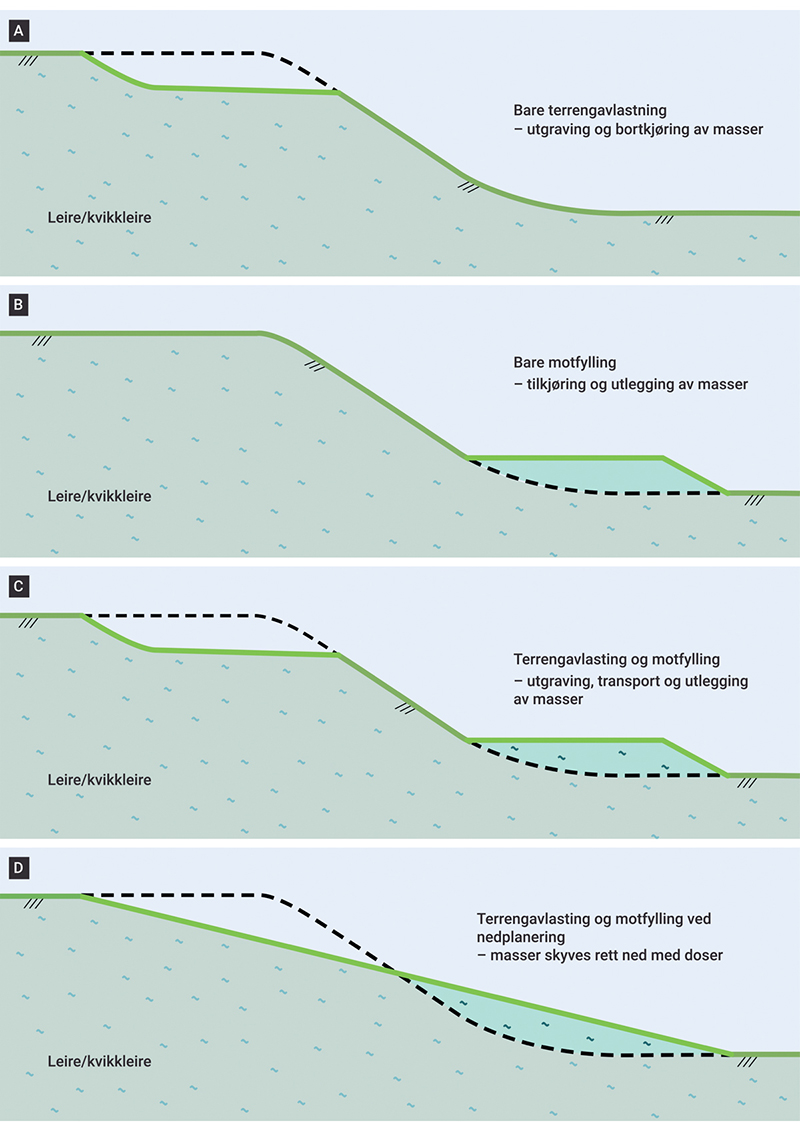 A
Bare terrengavlastning
– utgraving og bortkjøring av masser
Leire/kvikkleire
B
Bare motfylling
– tilkjøring og utlegging av masser
Leire/kvikkleire
C
Terrengavlasting og motfylling
– utgraving, transport og utlegging
av masser
Leire/kvikkleire
D
Terrengavlasting og motfylling ved
nedplanering
– masser skyves rett ned med doser
Leire/kvikkleire